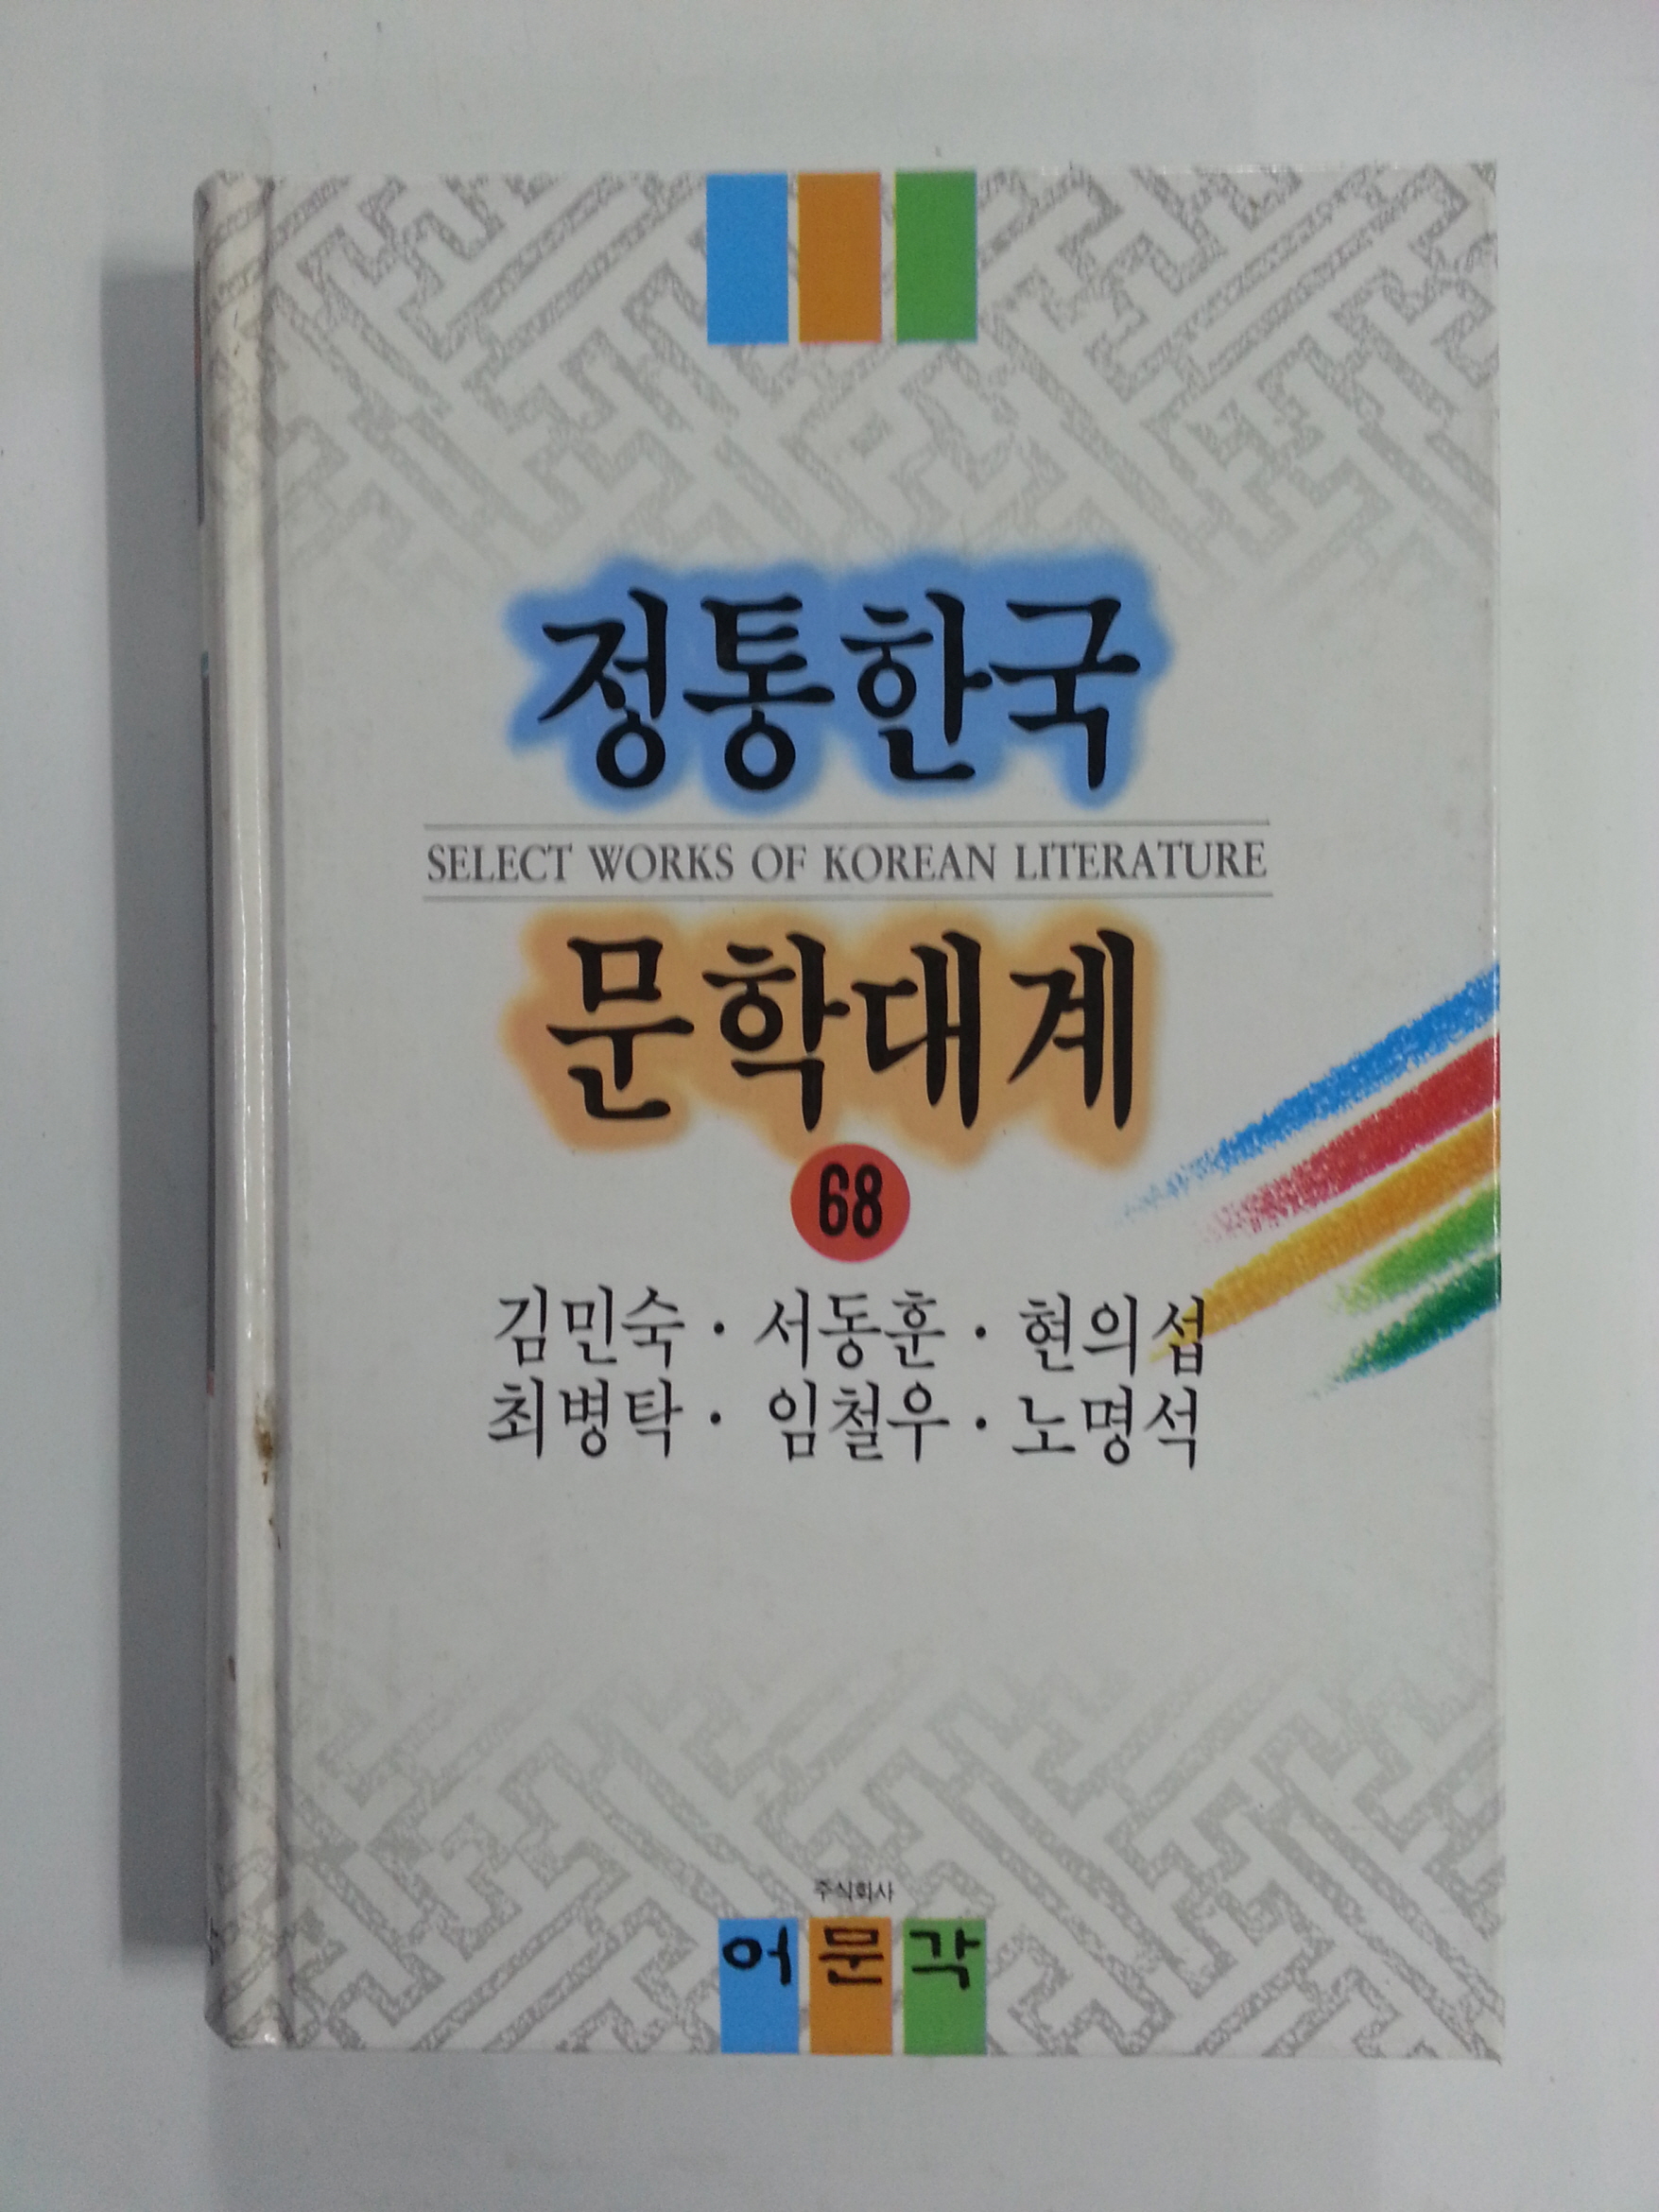 정통한국
SELECT WORKS OF KOREAN LITERATURE
문학대계
68
김민숙 · 서동훈 · 현의섭
최병탁 · 임철우 · 노명석
주식회사
어문각